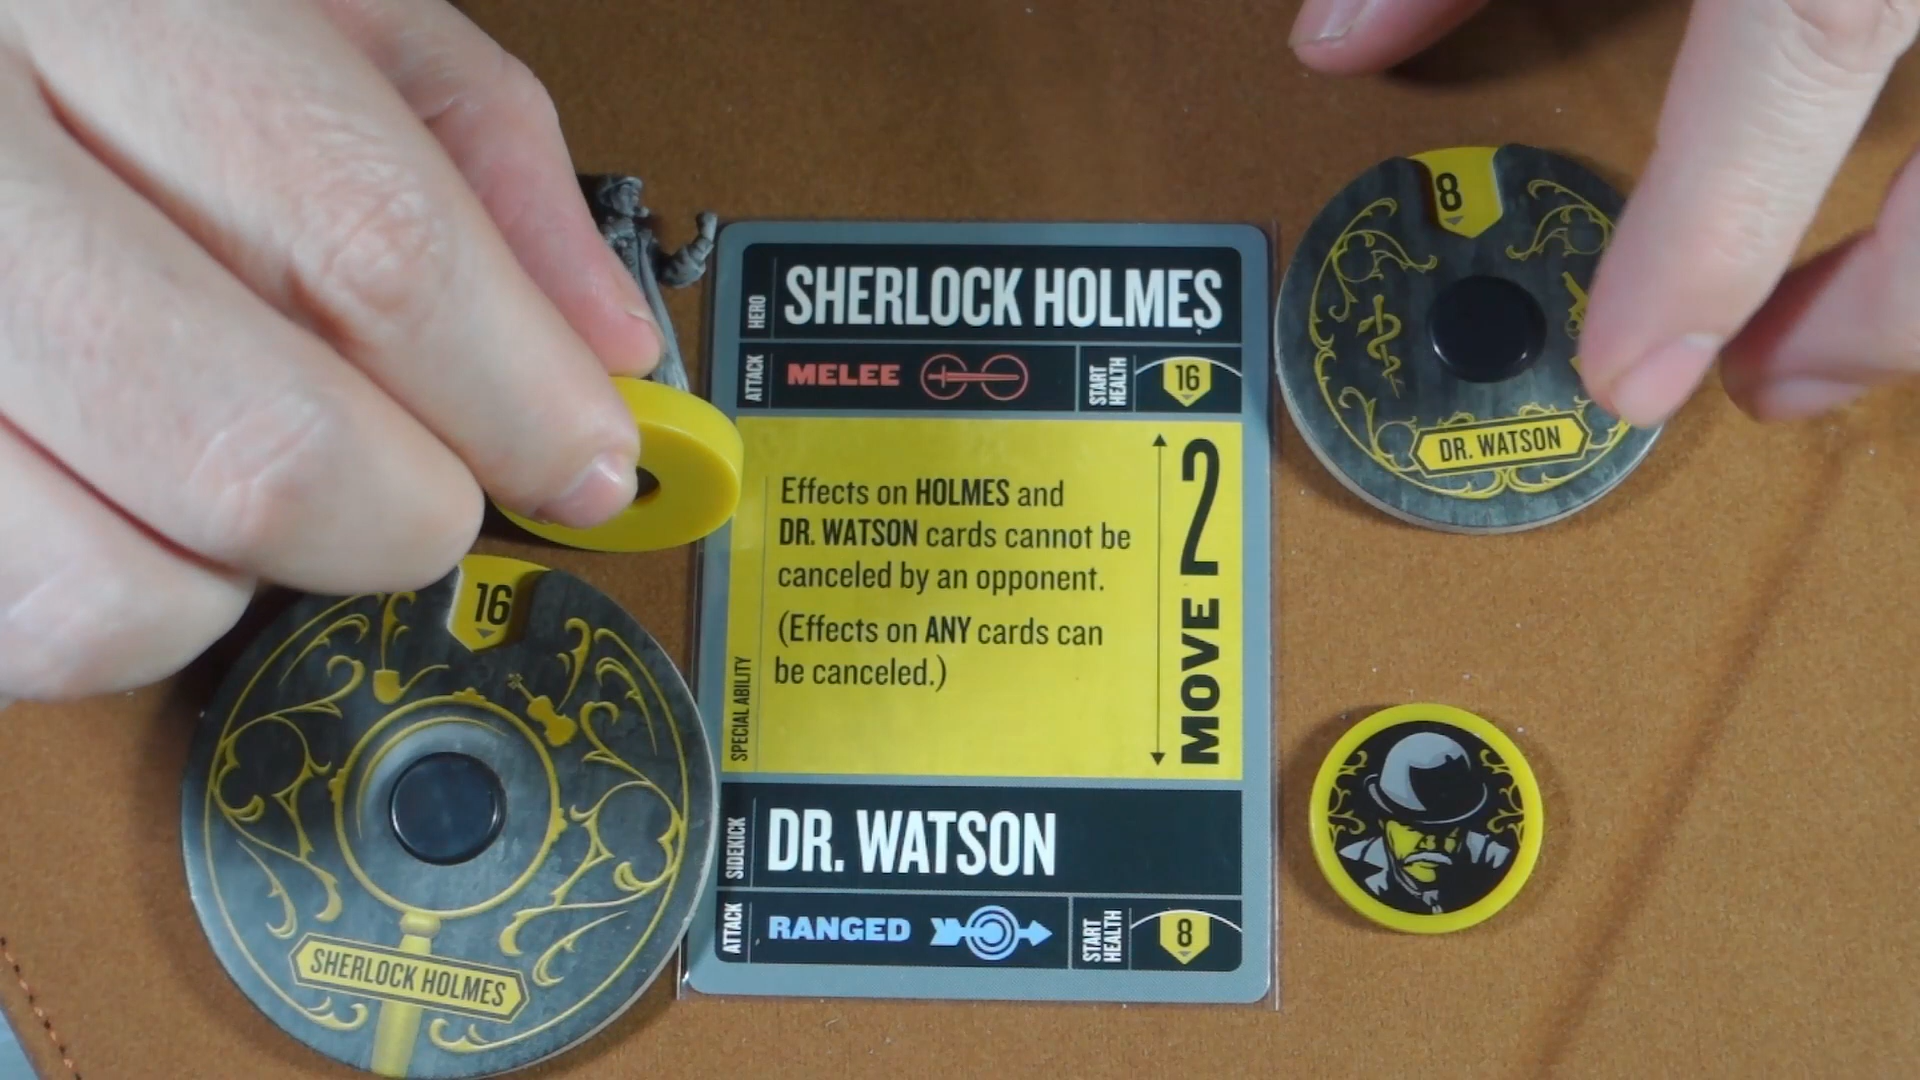 HERO
SHERLOCK HOLMES
ATTACK
MELEE
START
HEALTH
16
SPECIAL ABILITY
Effects on HOLMES and
DR. WATSON cards cannot be
canceled by an opponent.
(Effects on ANY cards can
be canceled.)
MOVE 2
SIDEKICK
DR. WATSON
ATTACK
RANGED
START
HEALTH
8
16
SHERLOCK HOLMES
8
DR. WATSON